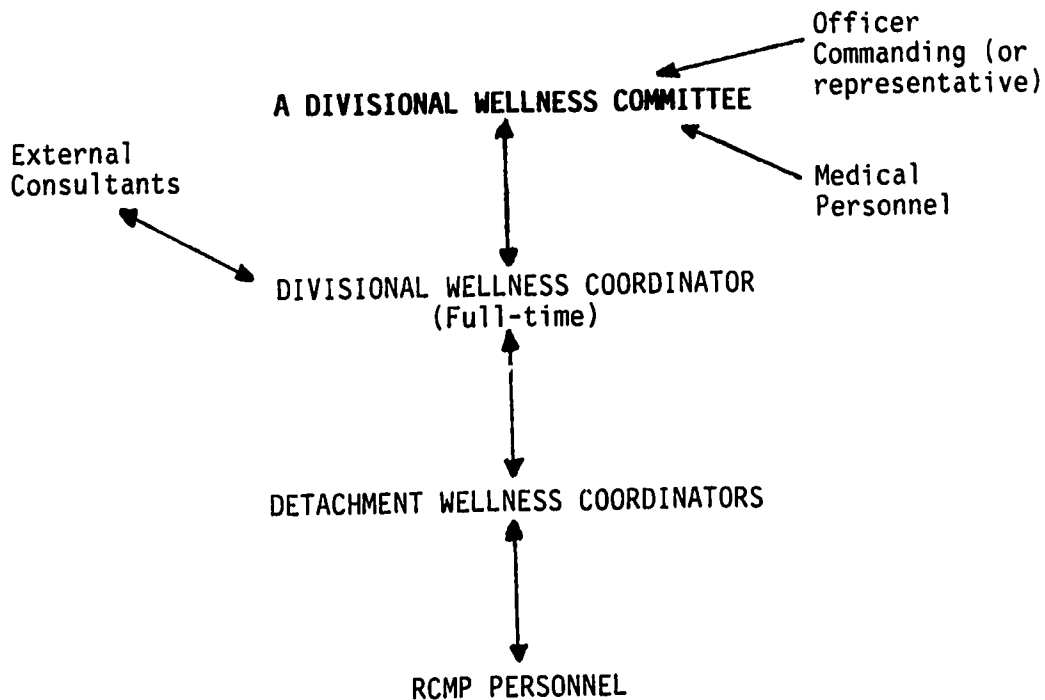 Officer
Commanding (or
representative)
A DIVISIONAL WELLNESS COMMITTEE
External
Consultants
Medical
Personnel
DIVISIONAL WELLNESS COORDINATOR
(Full-time)
DETACHMENT WELLNESS COORDINATORS
RCMP PERSONNEL